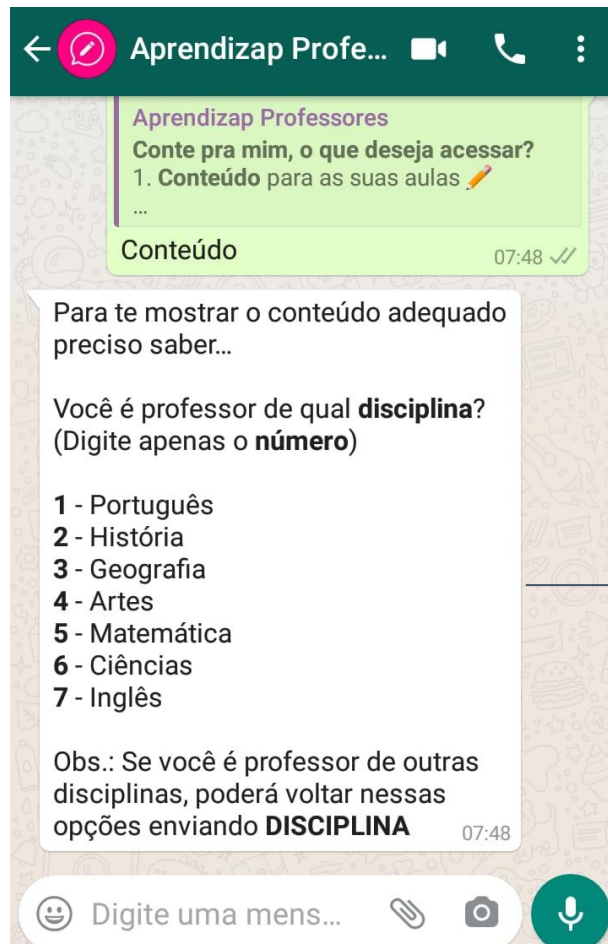 Aprendizap Profe...
Aprendizap Professores
Conte pra mim, o que deseja acessar?
1. Conteúdo para as suas aulas ✏️
...
Conteúdo
07:48
Para te mostrar o conteúdo adequado
preciso saber...
Você é professor de qual disciplina?
(Digite apenas o número)
1 - Português
2 - História
3 - Geografia
4 - Artes
5 - Matemática
6 - Ciências
7 - Inglês
Obs.: Se você é professor de outras
disciplinas, poderá voltar nessas
opções enviando DISCIPLINA
07:48
Digite uma mens...